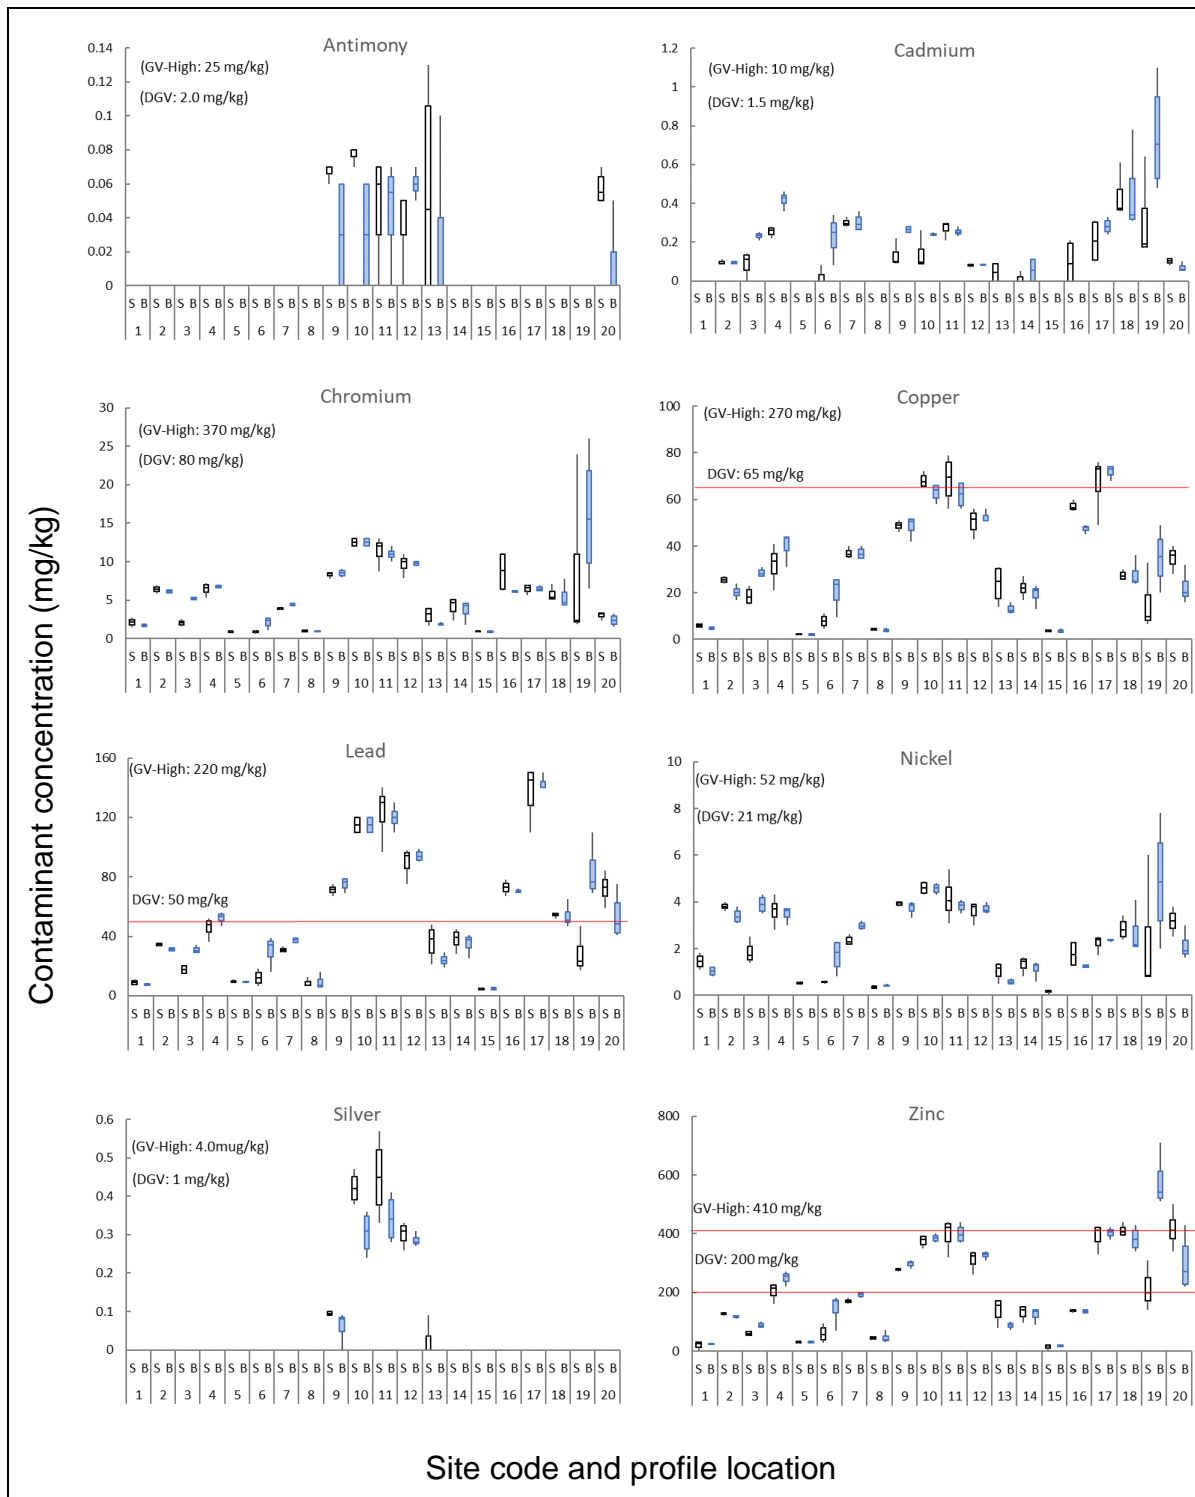 Antimony
0.14
0.12
0.1
0.08
0.06
0.04
0.02
0
(GV-High: 25 mg/kg)
(DGV: 2.0 mg/kg)
S B S B S B S B S B S B S B S B S B S B S B S B S B S B S B S B S B S B S B S B
1 2 3 4 5 6 7 8 9 10 11 12 13 14 15 16 17 18 19 20
Cadmium
1.2
1
0.8
0.6
0.4
0.2
0
(GV-High: 10 mg/kg)
(DGV: 1.5 mg/kg)
S B S B S B S B S B S B S B S B S B S B S B S B S B S B S B S B S B S B S B S B
1 2 3 4 5 6 7 8 9 10 11 12 13 14 15 16 17 18 19 20
Chromium
30
25
20
15
10
5
0
(GV-High: 370 mg/kg)
(DGV: 80 mg/kg)
S B S B S B S B S B S B S B S B S B S B S B S B S B S B S B S B S B S B S B S B
1 2 3 4 5 6 7 8 9 10 11 12 13 14 15 16 17 18 19 20
Copper
100
80
60
40
20
0
(GV-High: 270 mg/kg)
DGV: 65 mg/kg
S B S B S B S B S B S B S B S B S B S B S B S B S B S B S B S B S B S B S B S B
1 2 3 4 5 6 7 8 9 10 11 12 13 14 15 16 17 18 19 20
Contaminant concentration (mg/kg)
Lead
160
120
80
40
0
(GV-High: 220 mg/kg)
DGV: 50 mg/kg
S B S B S B S B S B S B S B S B S B S B S B S B S B S B S B S B S B S B S B S B
1 2 3 4 5 6 7 8 9 10 11 12 13 14 15 16 17 18 19 20
Nickel
10
8
6
4
2
0
(GV-High: 52 mg/kg)
(DGV: 21 mg/kg)
S B S B S B S B S B S B S B S B S B S B S B S B S B S B S B S B S B S B S B S B
1 2 3 4 5 6 7 8 9 10 11 12 13 14 15 16 17 18 19 20
Silver
0.6
0.5
0.4
0.3
0.2
0.1
0
(GV-High: 4.0mug/kg)
(DGV: 1 mg/kg)
S B S B S B S B S B S B S B S B S B S B S B S B S B S B S B S B S B S B S B S B
1 2 3 4 5 6 7 8 9 10 11 12 13 14 15 16 17 18 19 20
Zinc
800
600
400
200
0
GV-High: 410 mg/kg
DGV: 200 mg/kg
S B S B S B S B S B S B S B S B S B S B S B S B S B S B S B S B S B S B S B S B
1 2 3 4 5 6 7 8 9 10 11 12 13 14 15 16 17 18 19 20
Site code and profile location